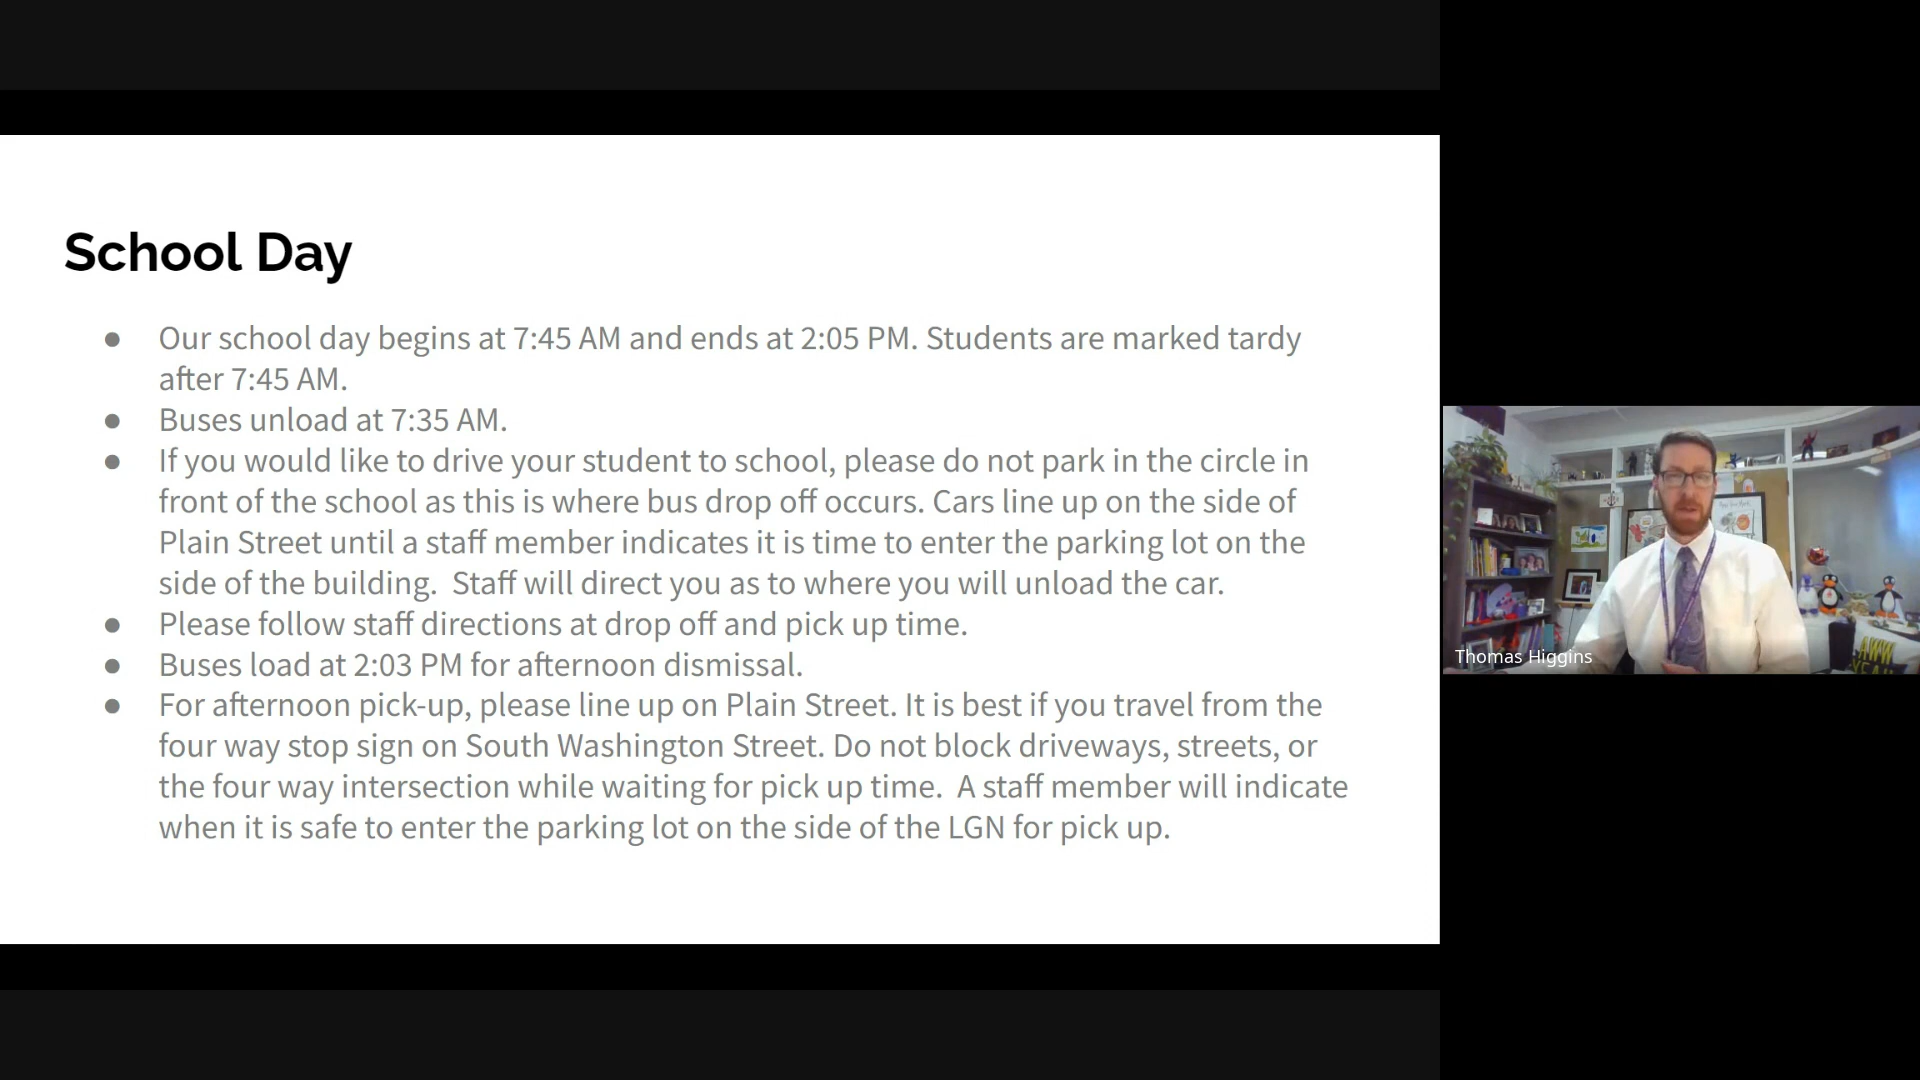 School Day
● Our school day begins at 7:45 AM and ends at 2:05 PM. Students are marked tardy
after 7:45 AM.
● Buses unload at 7:35 AM.
● If you would like to drive your student to school, please do not park in the circle in
front of the school as this is where bus drop off occurs. Cars line up on the side of
Plain Street until a staff member indicates it is time to enter the parking lot on the
side of the building.  Staff will direct you as to where you will unload the car.
● Please follow staff directions at drop off and pick up time.
● Buses load at 2:03 PM for afternoon dismissal.
● For afternoon pick-up, please line up on Plain Street. It is best if you travel from the
four way stop sign on South Washington Street. Do not block driveways, streets, or
the four way intersection while waiting for pick up time.  A staff member will indicate
when it is safe to enter the parking lot on the side of the LGN for pick up.
Thomas Higgins
AWW
YEAH